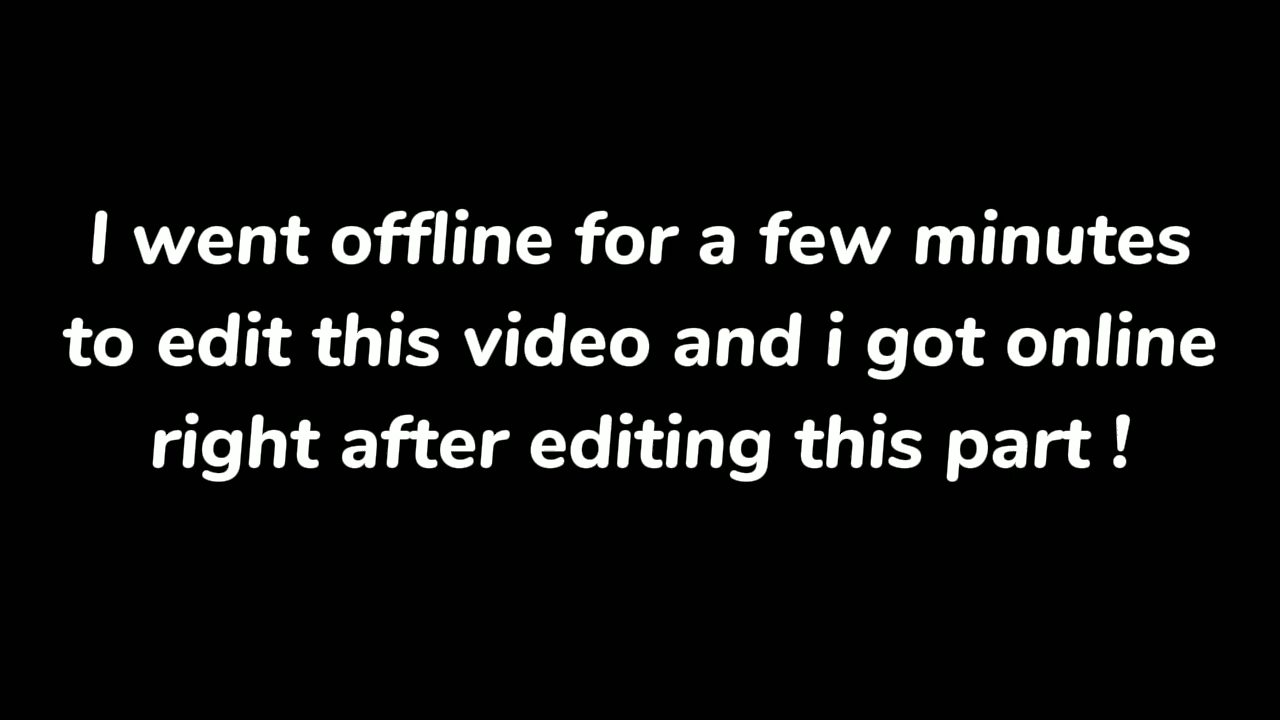 I went offline for a few minutes
to edit this video and i got online
right after editing this part !